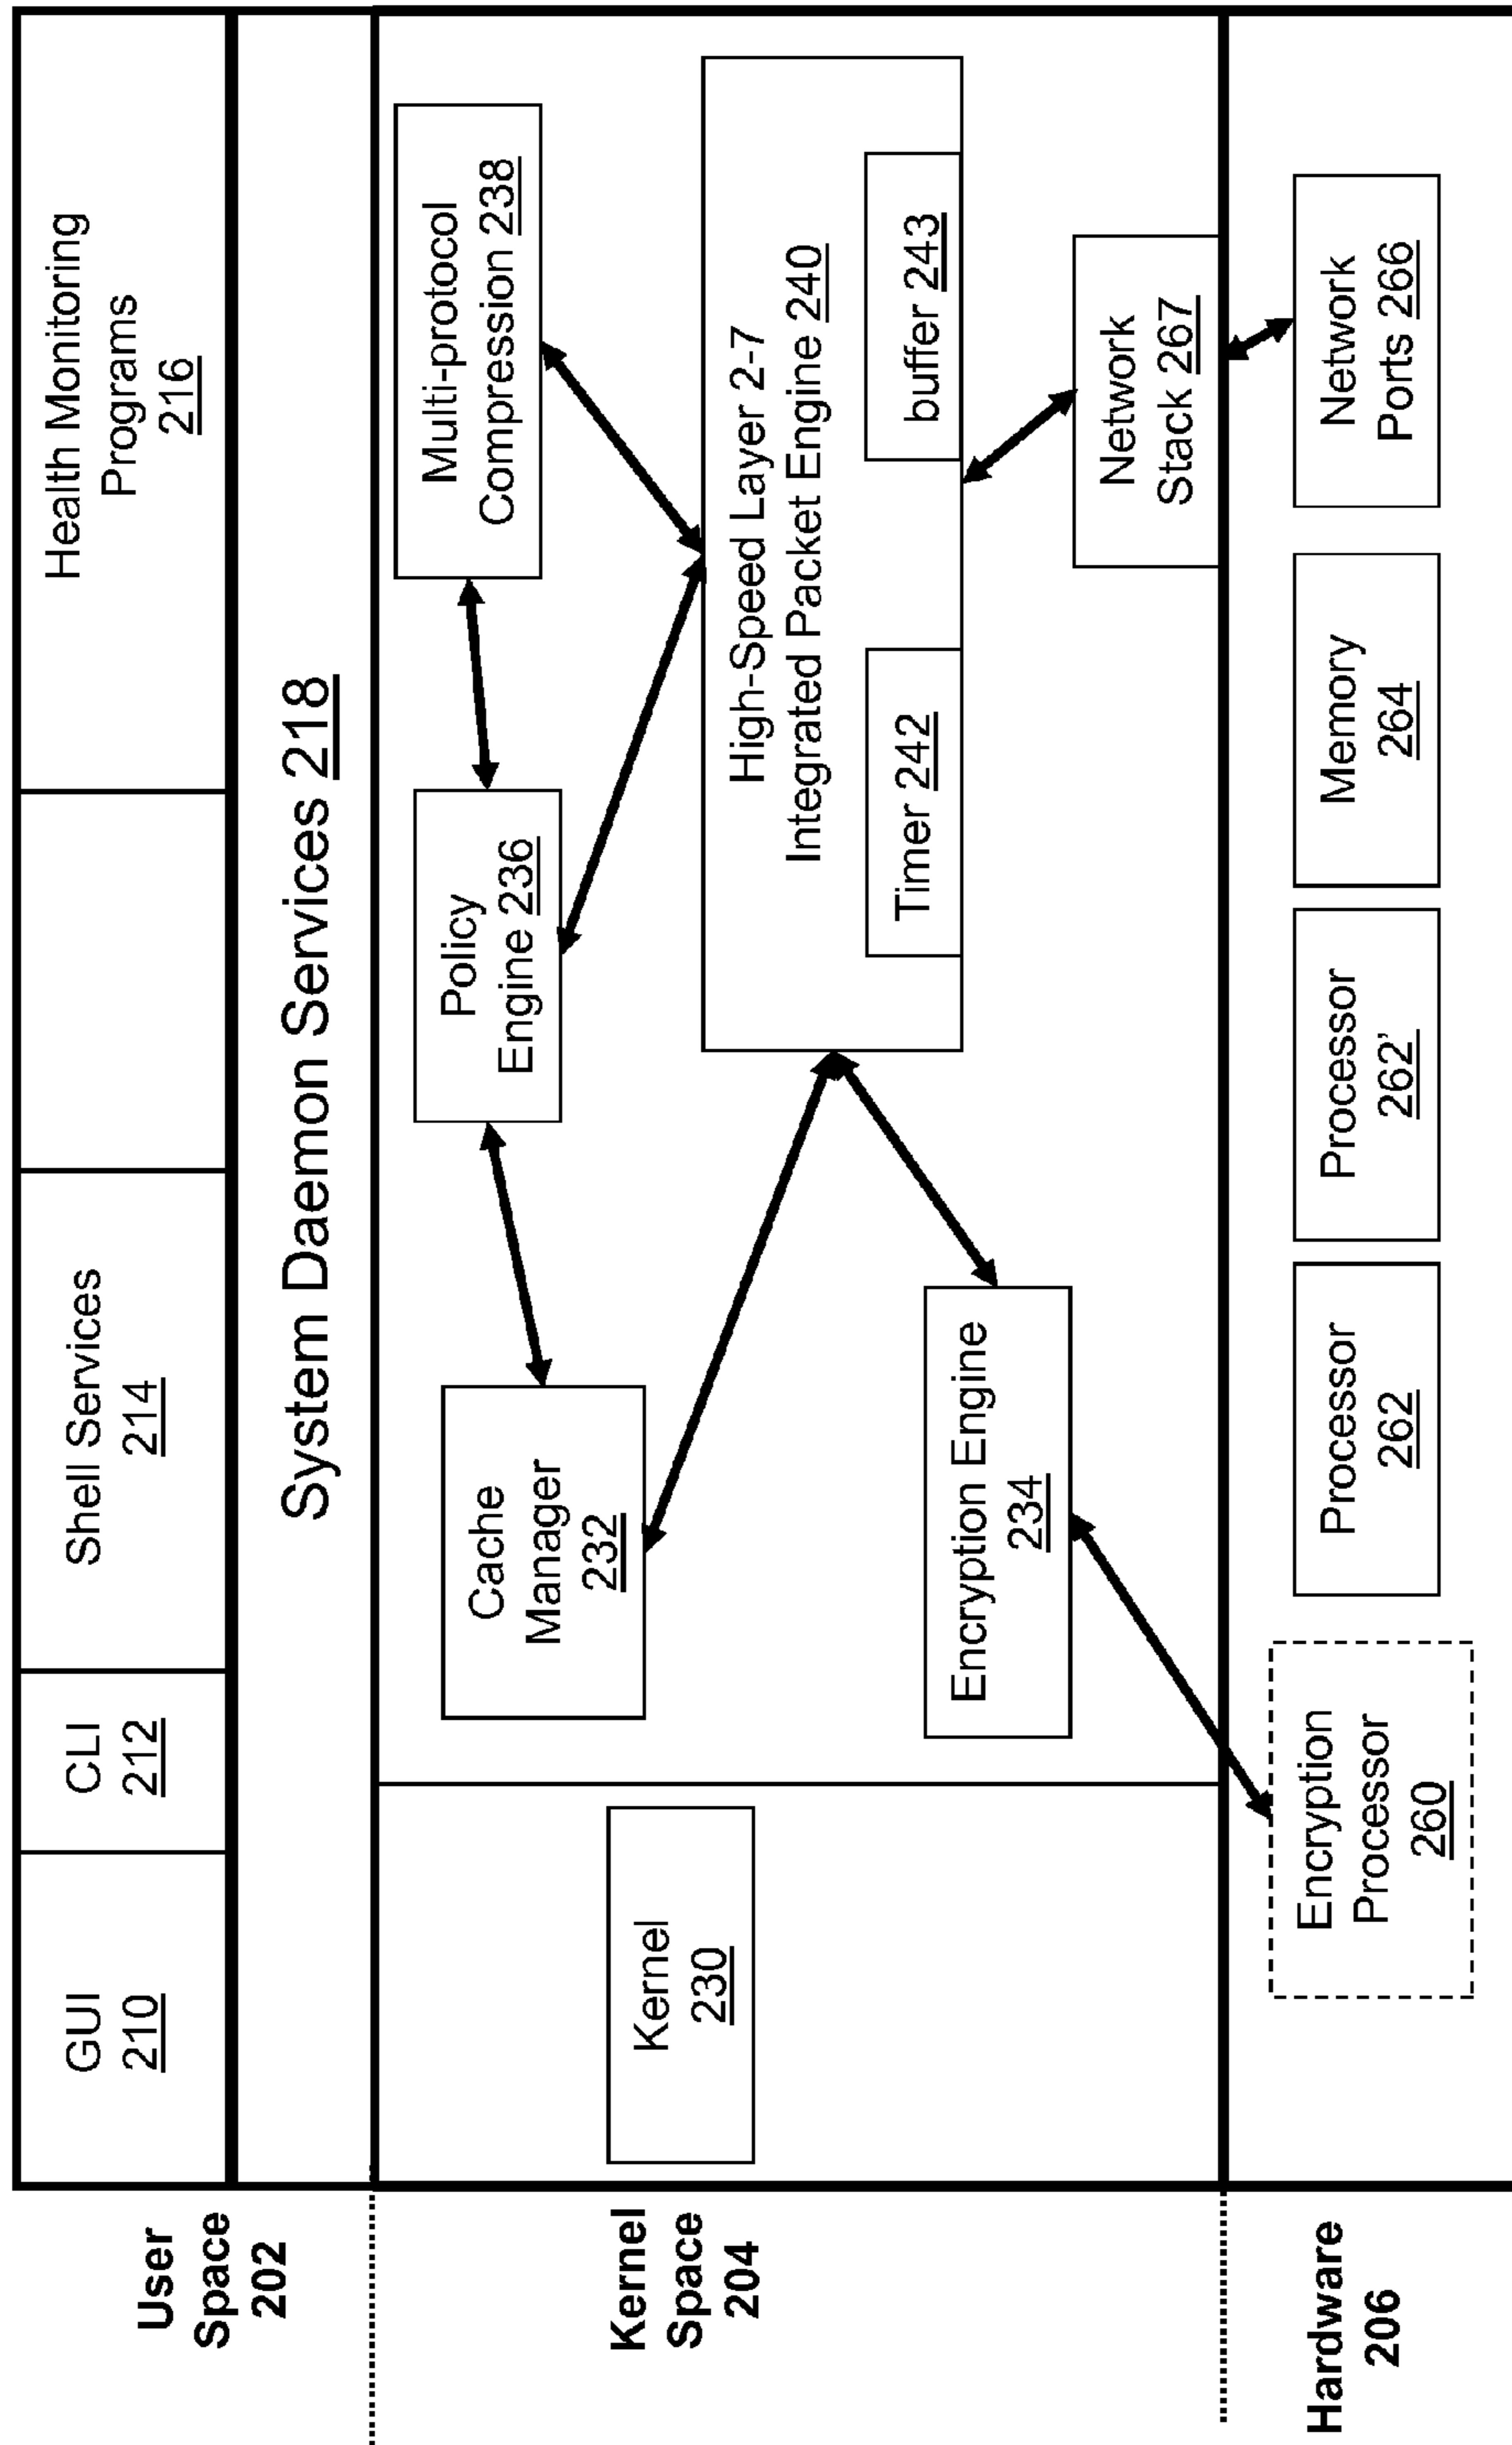 User
Space
202
GUI
210
CLI
212
Shell Services
214
Health Monitoring
Programs
216
System Daemon Services 218
Kernel
Space
204
Kernel
230
Cache
Manager
232
Policy
Engine 236
Multi-protocol
Compression 238
High-Speed Layer 2-7
Integrated Packet Engine 240
Timer 242
buffer 243
Encryption Engine
234
Network
Stack 267
Hardware
206
Encryption
Processor
260
Processor
262
Processor
262’
Memory
264
Network
Ports 266